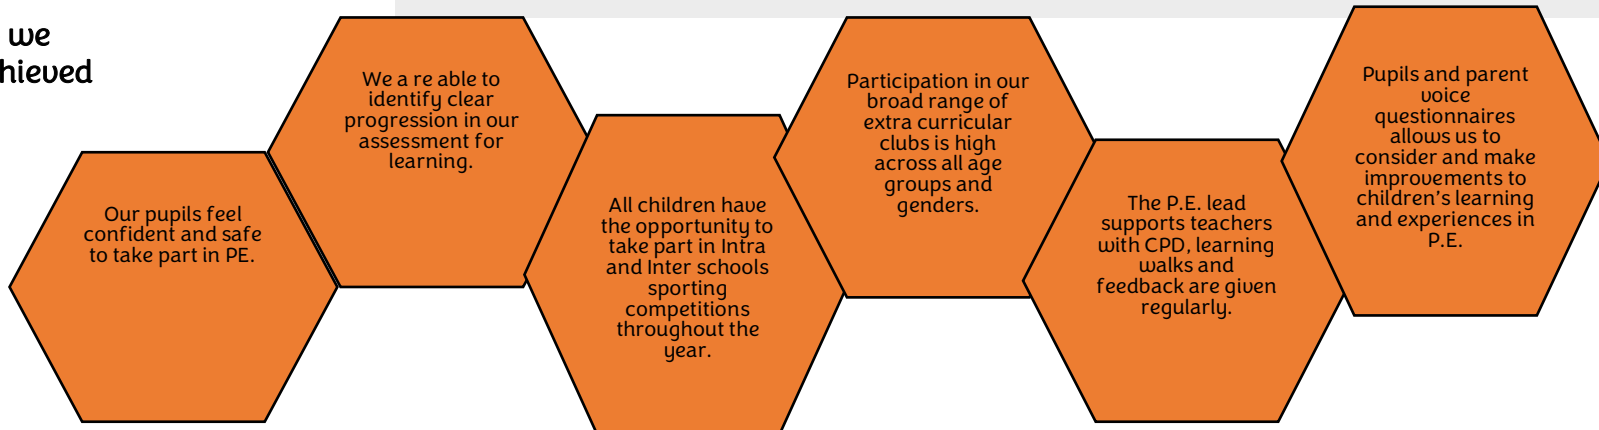 we
hieved
Our pupils feel
confident and safe
to take part in PE.
We a re able to
identify clear
progression in our
assessment for
learning.
All children have
the opportunity to
take part in Intra
and Inter schools
sporting
competitions
throughout the
year.
Participation in our
broad range of
extra curricular
clubs is high
across all age
groups and
genders.
The P.E. lead
supports teachers
with CPD, learning
walks and
feedback are given
regularly.
Pupils and parent
voice
questionnaires
allows us to
consider and make
improvements to
children's learning
and experiences in
P.E.